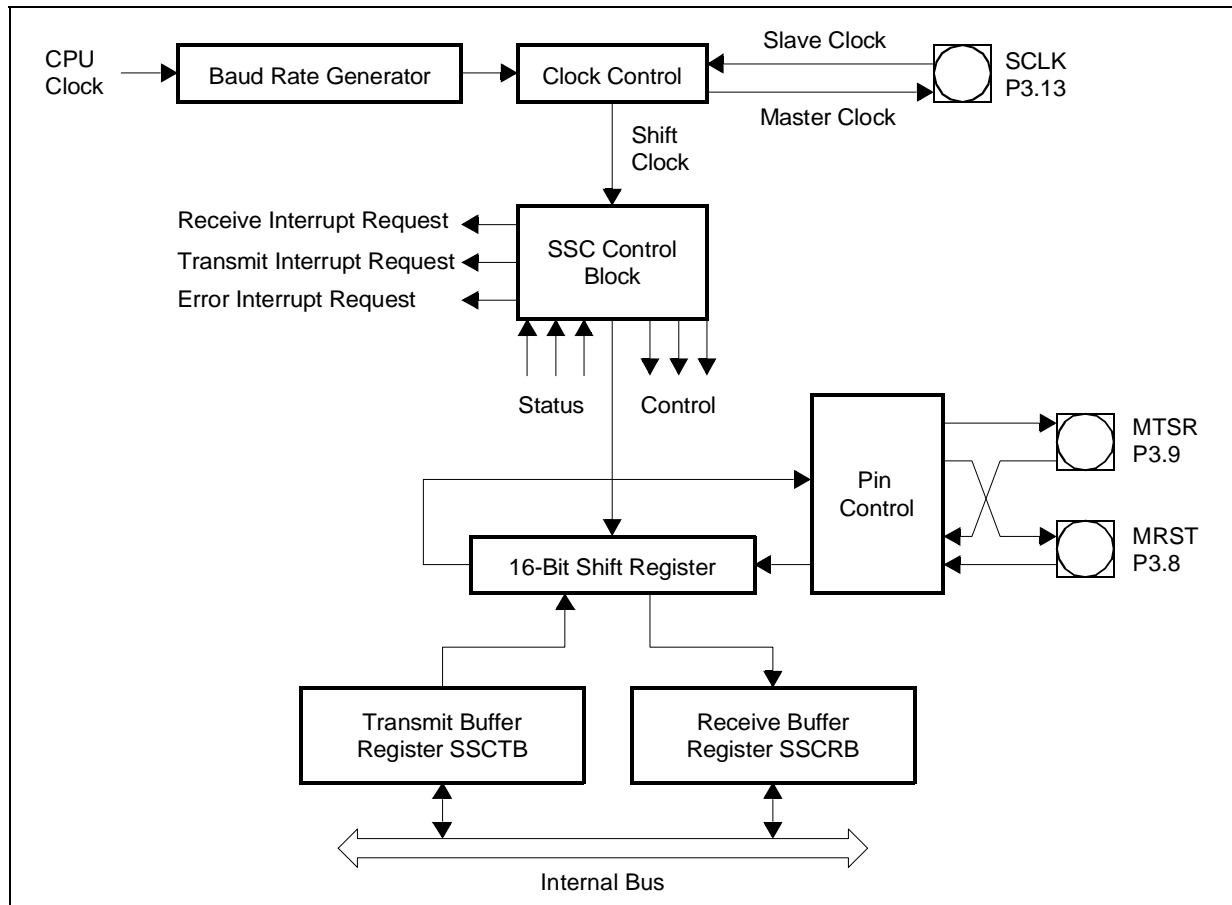 CPU
Clock
Baud Rate Generator
Clock Control
Slave Clock
Master Clock
SCLK
P3.13
Shift
Clock
Receive Interrupt Request
Transmit Interrupt Request
Error Interrupt Request
SSC Control
Block
Status
Control
Pin
Control
MTSR
P3.9
MRST
P3.8
16-Bit Shift Register
Transmit Buffer
Register SSCTB
Receive Buffer
Register SSCRB
Internal Bus